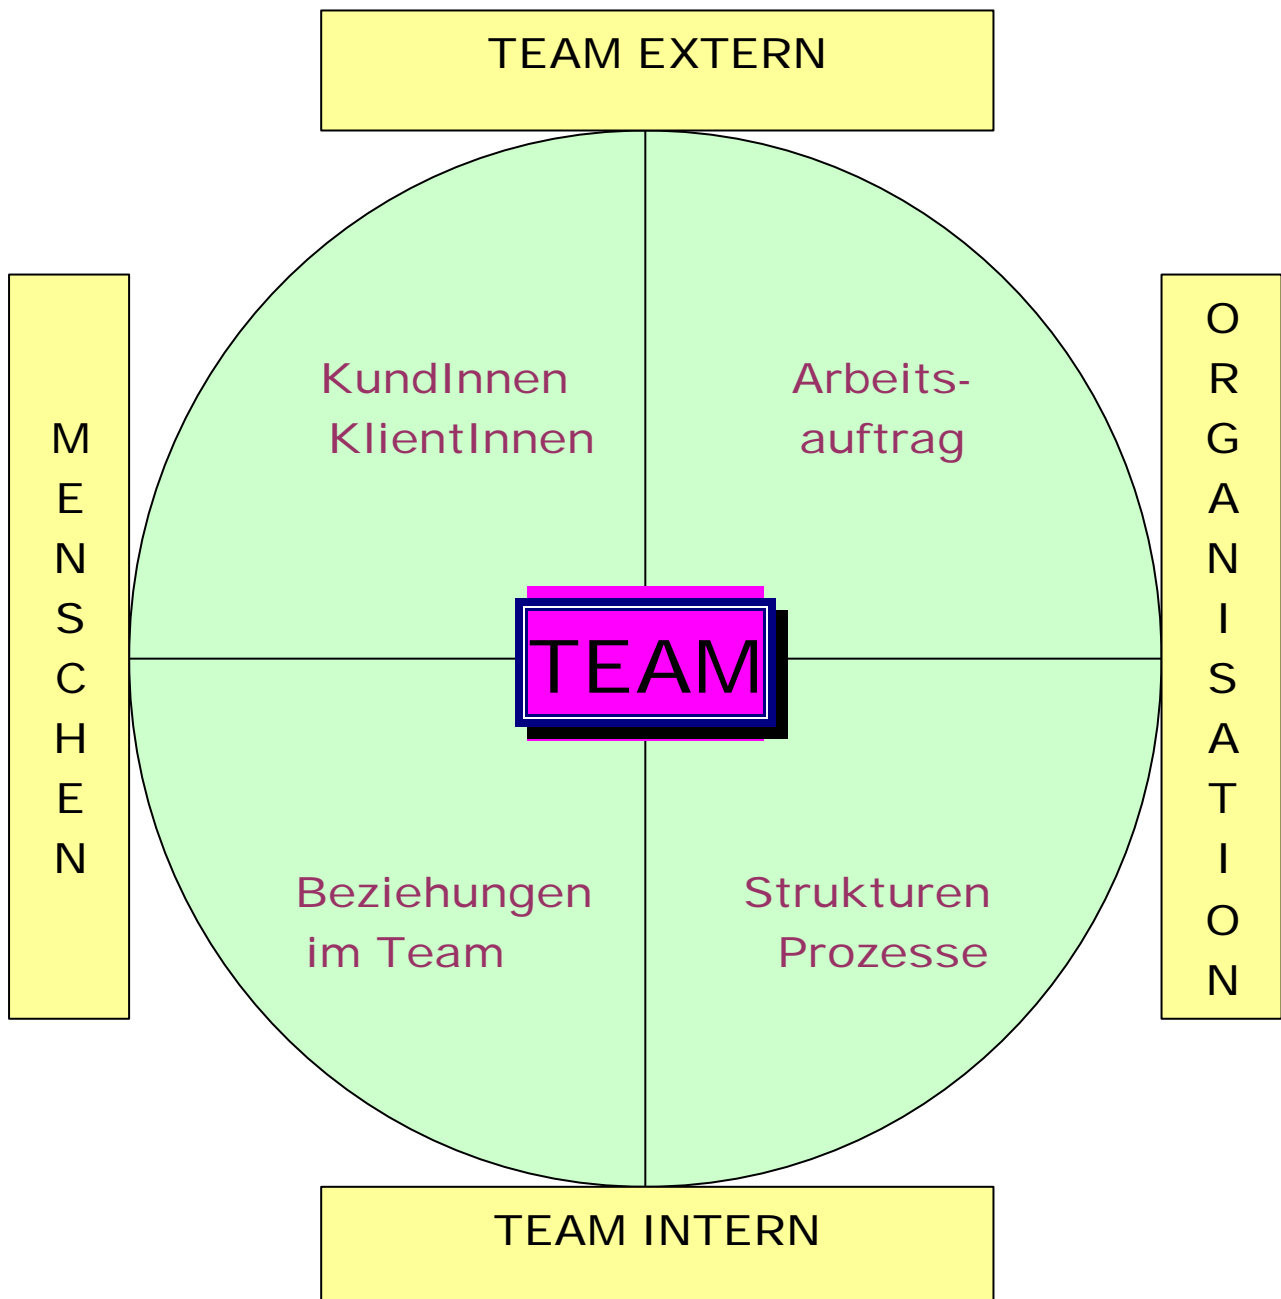 TEAM EXTERN
KundInnen
KlientInnen
Arbeits-
auftrag
MENSCHEN
ORGANISATION
TEAM
Beziehungen
im Team
Strukturen
Prozesse
TEAM INTERN